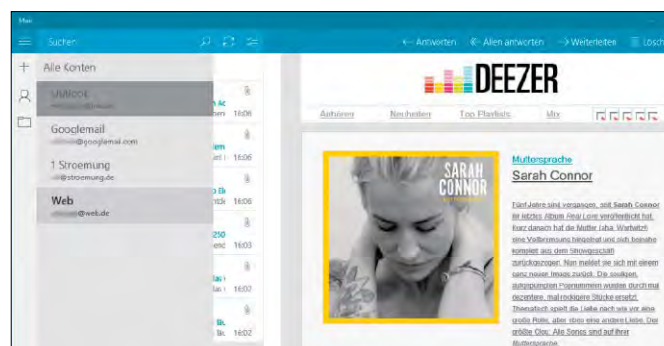 Mail
Suchen
Antworten
Allen antworten
Weiterleiten
Lösch
Alle Konten
Outlook
Googlemail
@googlemail.com
1 Stroemung
@stroemung.de
Web
@web.de
16:06
16:06
16:06
16:03
16:02
16:02
DEEZER
Anhören
Neuheiten
Top Playlists
Mix
SARAH
CONNOR
Muttersprache
Sarah Connor
Fünf Jahre sind vergangen, seit Sarah Connor
ihr letztes Album Real Love veröffentlicht hat.
Kurz danach hat die Mutter (aha, Wortwitz!)
eine Vollbremsung hingelegt und sich beinahe
komplett aus dem Showgeschäft
zurückgezogen. Nun meldet sie sich mit einem
ganz neuen Image zurück. Die souligen,
aufgepumpten Popnummern wurden durch mal
dezentere, mal rockigere Stücke ersetzt.
Thematisch spielt die Liebe nach wie vor eine
große Rolle, aber eben eine andere Liebe. Der
größte Clou: Alle Songs sind auf ihrer
Muttersprache